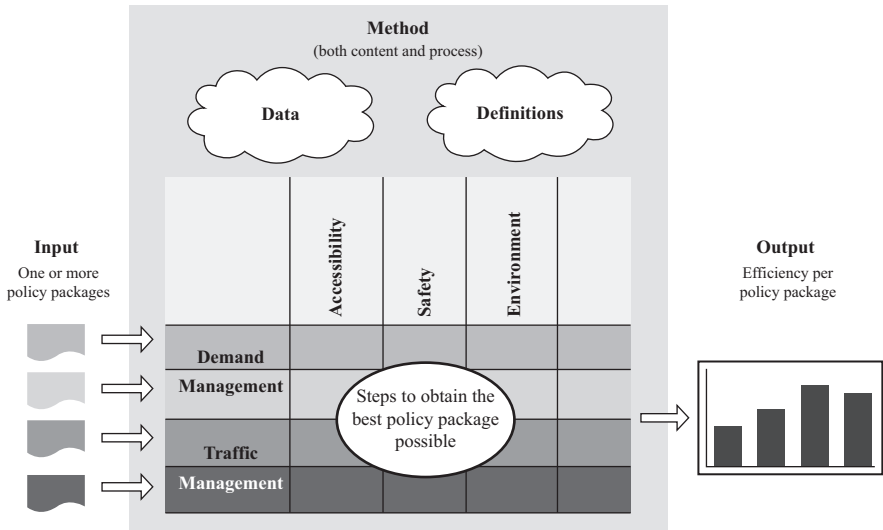 Method
(both content and process)
Data
Definitions
Accessibility
Safety
Environment
Input
One or more
policy packages
Output
Efficiency per
policy package
Demand
Management
Traffic
Management
Steps to obtain the
best policy package
possible